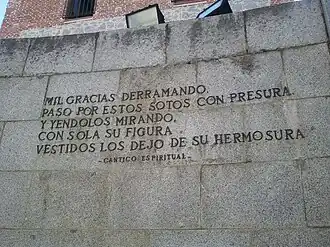 MIL GRACIAS DERRAMANDO,
PASO POR ESTOS SOTOS CON PRESURA
Y YENDOLOS MIRANDO,
CON SOLA SU FIGURA
VESTIDOS LOS DEJO DE SU HERMOSURA
-CANTICO ESPIRITUAL-